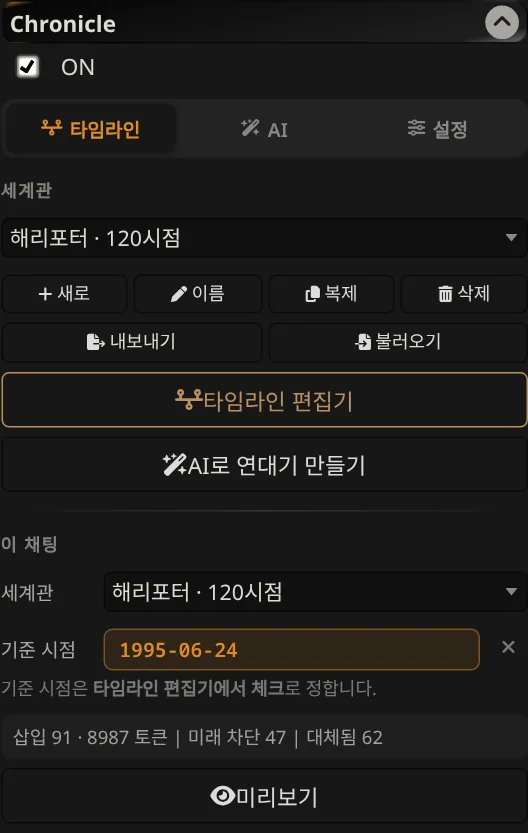 Chronicle
ON
타임라인 AI 설정
세계관
해리포터 · 120시점
새로 이름 복제 삭제
내보내기 불러오기
타임라인 편집기
AI로 연대기 만들기
이 채팅
세계관 해리포터 · 120시점
기준 시점 1995-06-24
기준 시점은 타임라인 편집기에서 체크로 정합니다.
삽입 91 · 8987 토큰 | 미래 차단 47 | 대체됨 62
미리보기